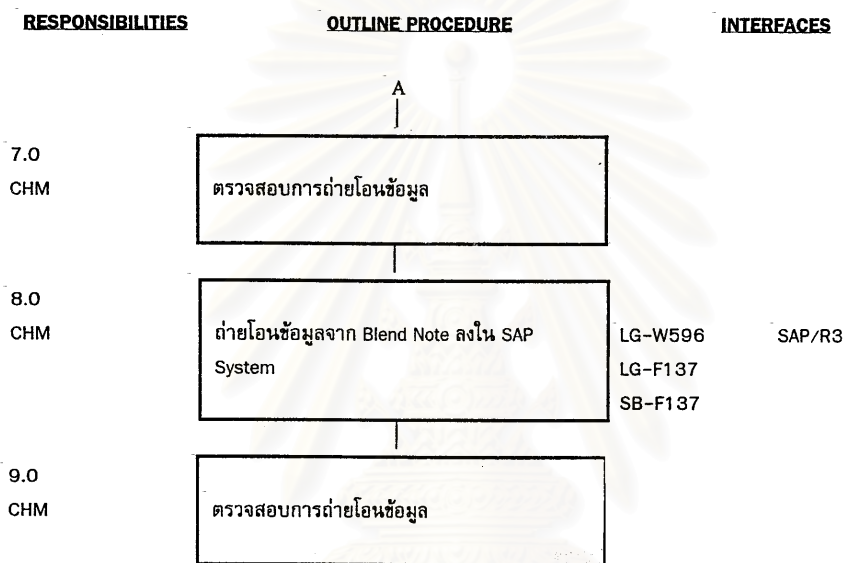 RESPONSIBILITIES OUTLINE PROCEDURE INTERFACES
A
7.0
CHM ตรวจสอบการถ่ายโอนข้อมูล
8.0
CHM ถ่ายโอนข้อมูลจาก Blend Note ลงใน SAP LG-W596 SAP/R3
System LG-F137
SB-F137
9.0
CHM ตรวจสอบการถ่ายโอนข้อมูล